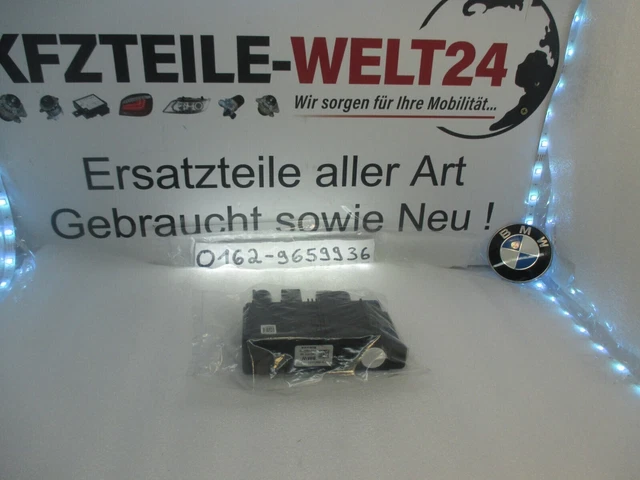 KFZTEILE-WELT24
Wir sorgen für Ihre Mobilität...
Ersatzteile aller Art
Gebraucht sowie Neu !
0162-9659936
BMW